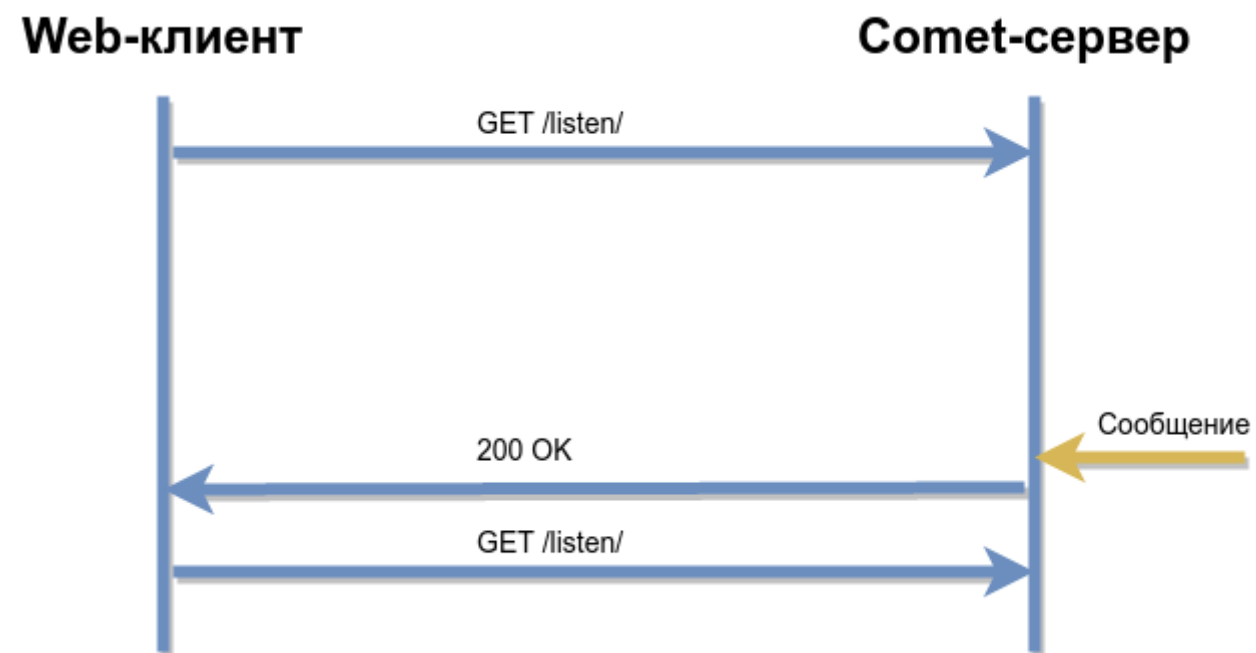 Web-клиент
Comet-сервер
GET /listen/
Сообщение
200 OK
GET /listen/